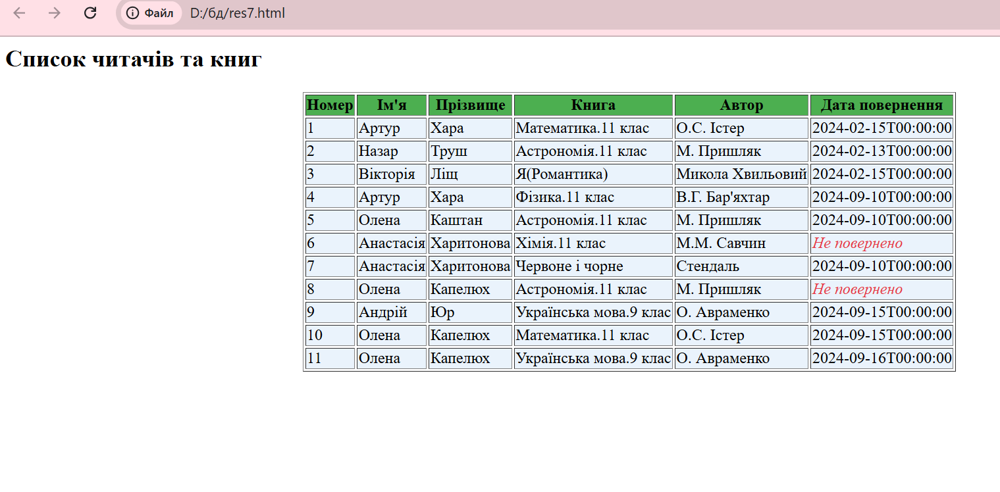 Файл D:/бд/res7.html
Список читачів та книг
Номер Ім'я Прізвище Книга Автор Дата повернення
1 Артур Хара Математика.11 клас О.С. Істер 2024-02-15T00:00:00
2 Назар Труш Астрономія.11 клас М. Пришляк 2024-02-13T00:00:00
3 Вікторія Ліщ Я(Романтика) Микола Хвильовий 2024-02-15T00:00:00
4 Артур Хара Фізика.11 клас В.Г. Бар'яхтар 2024-09-10T00:00:00
5 Олена Каштан Астрономія.11 клас М. Пришляк 2024-09-10T00:00:00
6 Анастасія Харитонова Хімія.11 клас М.М. Савчин Не повернено
7 Анастасія Харитонова Червоне і чорне Стендаль 2024-09-10T00:00:00
8 Олена Капелюх Астрономія.11 клас М. Пришляк Не повернено
9 Андрій Юр Українська мова.9 клас О. Авраменко 2024-09-15T00:00:00
10 Олена Капелюх Математика.11 клас О.С. Істер 2024-09-15T00:00:00
11 Олена Капелюх Українська мова.9 клас О. Авраменко 2024-09-16T00:00:00